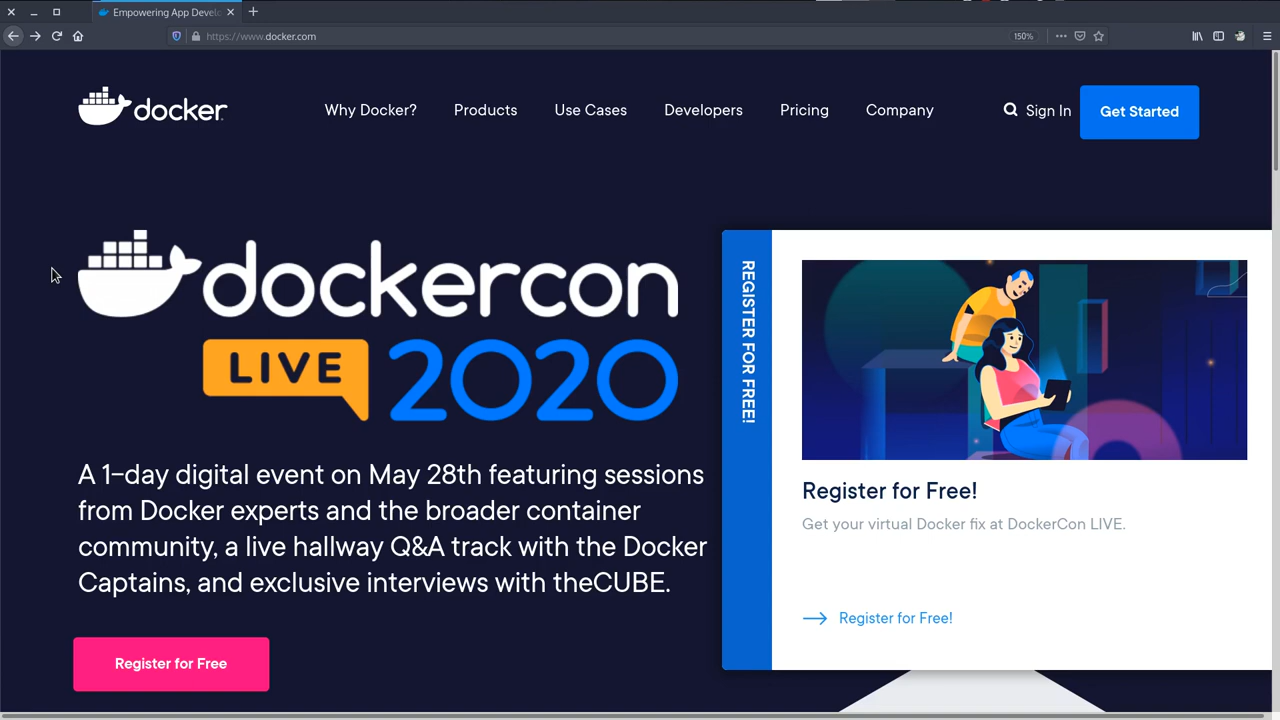 Empowering App Develo
https://www.docker.com
150%
docker
Why Docker?
Products
Use Cases
Developers
Pricing
Company
Sign In
Get Started
dockercon
LIVE 2020
A 1-day digital event on May 28th featuring sessions
from Docker experts and the broader container
community, a live hallway Q&A track with the Docker
Captains, and exclusive interviews with theCUBE.
Register for Free
REGISTER FOR FREE!
Register for Free!
Get your virtual Docker fix at DockerCon LIVE.
Register for Free!